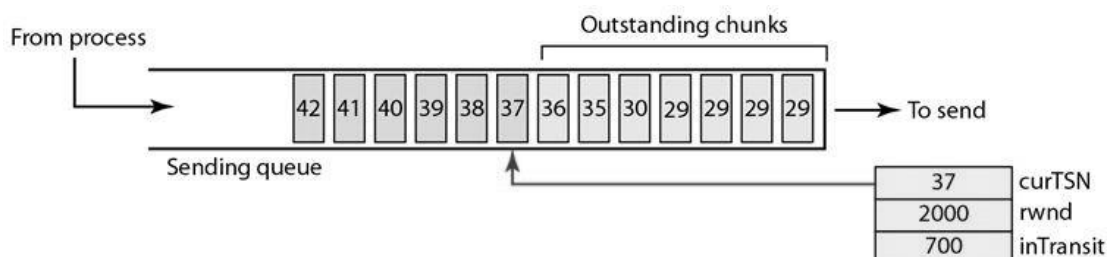 Outstanding chunks
From process
42 41 40 39 38 37 36 35 30 29 29 29 29
To send
Sending queue
37 curTSN
2000 rwnd
700 inTransit